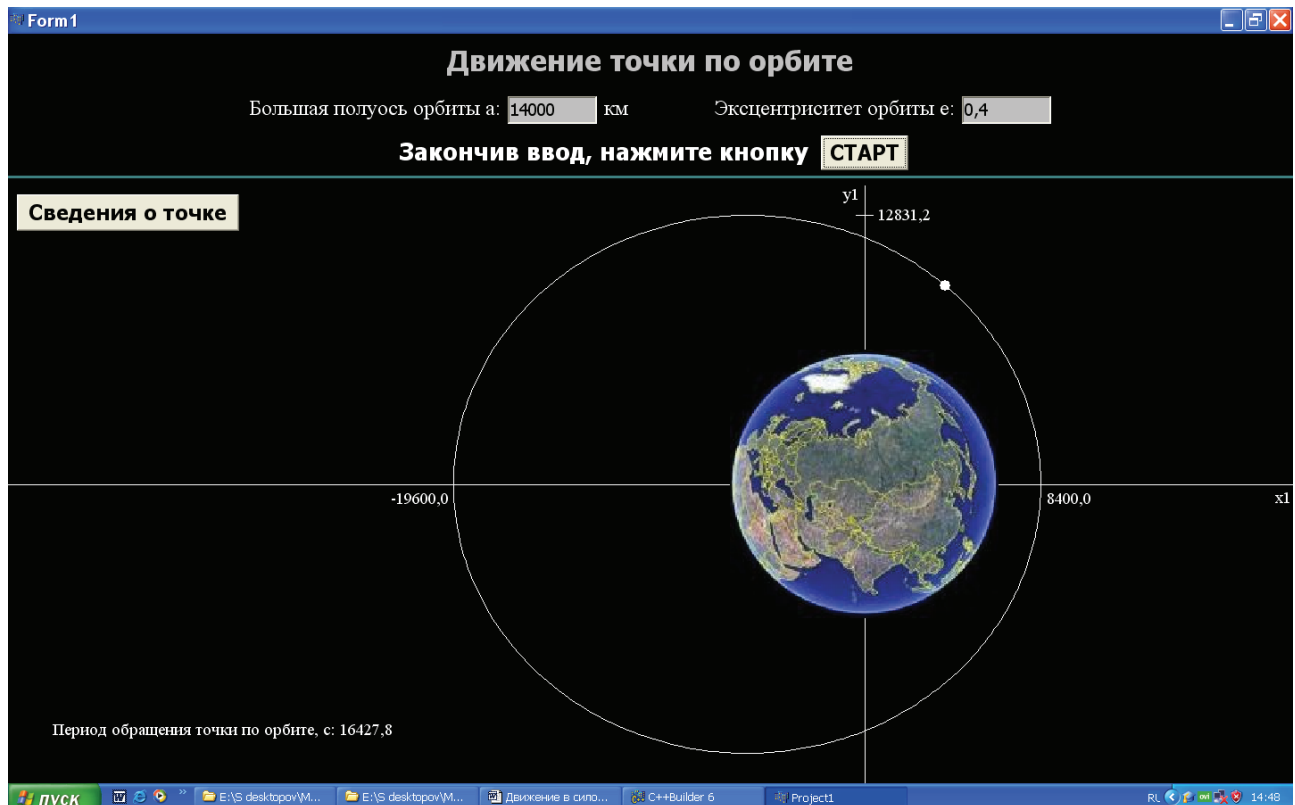 Form1
Движение точки по орбите
Большая полуось орбиты a: 14000 км Эксцентриситет орбиты e: 0,4
Закончив ввод, нажмите кнопку СТАРТ
Сведения о точке
y1
12831,2
-19600,0
8400,0
x1
Период обращения точки по орбите, с: 16427,8
пуск
E:\S desktopov\М...
E:\S desktopov\М...
Движение в сило...
C++Builder 6
Project1
RL
14:48